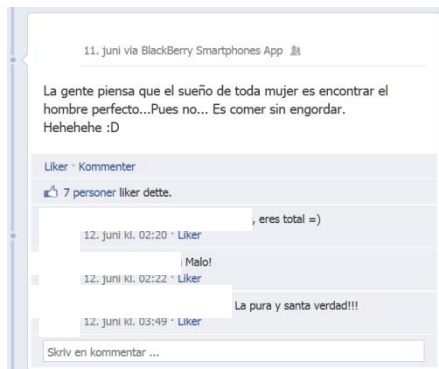 11. juni via BlackBerry Smartphones App
La gente piensa que el sueño de toda mujer es encontrar el
hombre perfecto...Pues no... Es comer sin engordar.
Hehehehe :D
Liker · Kommenter
7 personer liker dette.
, eres total =)
12. juni kl. 02:20 · Liker
Malo!
12. juni kl. 02:22 · Liker
La pura y santa verdad!!!
12. juni kl. 03:49 · Liker
Skriv en kommentar ...